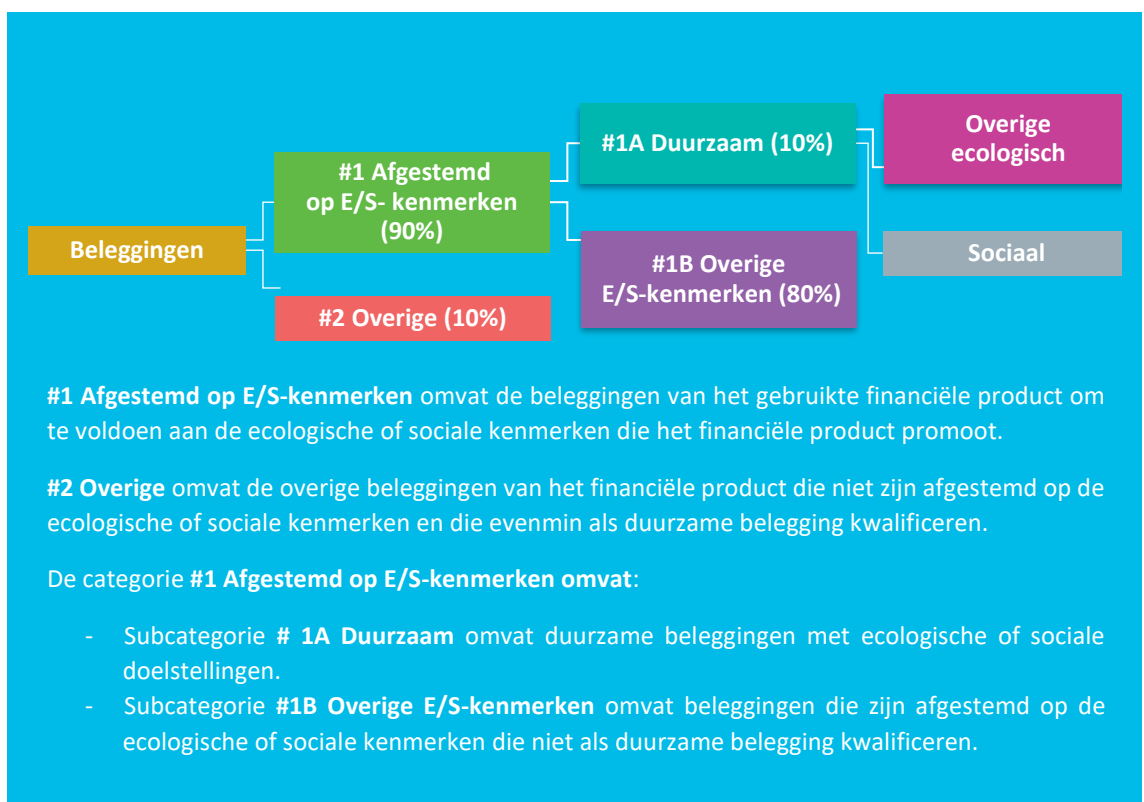 #1A Duurzaam (10%)
Overige
ecologisch
#1 Afgestemd
op E/S- kenmerken
(90%)
Beleggingen
#1B Overige
E/S-kenmerken (80%)
Sociaal
#2 Overige (10%)
#1 Afgestemd op E/S-kenmerken omvat de beleggingen van het gebruikte financiële product om
te voldoen aan de ecologische of sociale kenmerken die het financiële product promoot.
#2 Overige omvat de overige beleggingen van het financiële product die niet zijn afgestemd op de
ecologische of sociale kenmerken en die evenmin als duurzame belegging kwalificeren.
De categorie #1 Afgestemd op E/S-kenmerken omvat:
- Subcategorie # 1A Duurzaam omvat duurzame beleggingen met ecologische of sociale
doelstellingen.
- Subcategorie #1B Overige E/S-kenmerken omvat beleggingen die zijn afgestemd op de
ecologische of sociale kenmerken die niet als duurzame belegging kwalificeren.